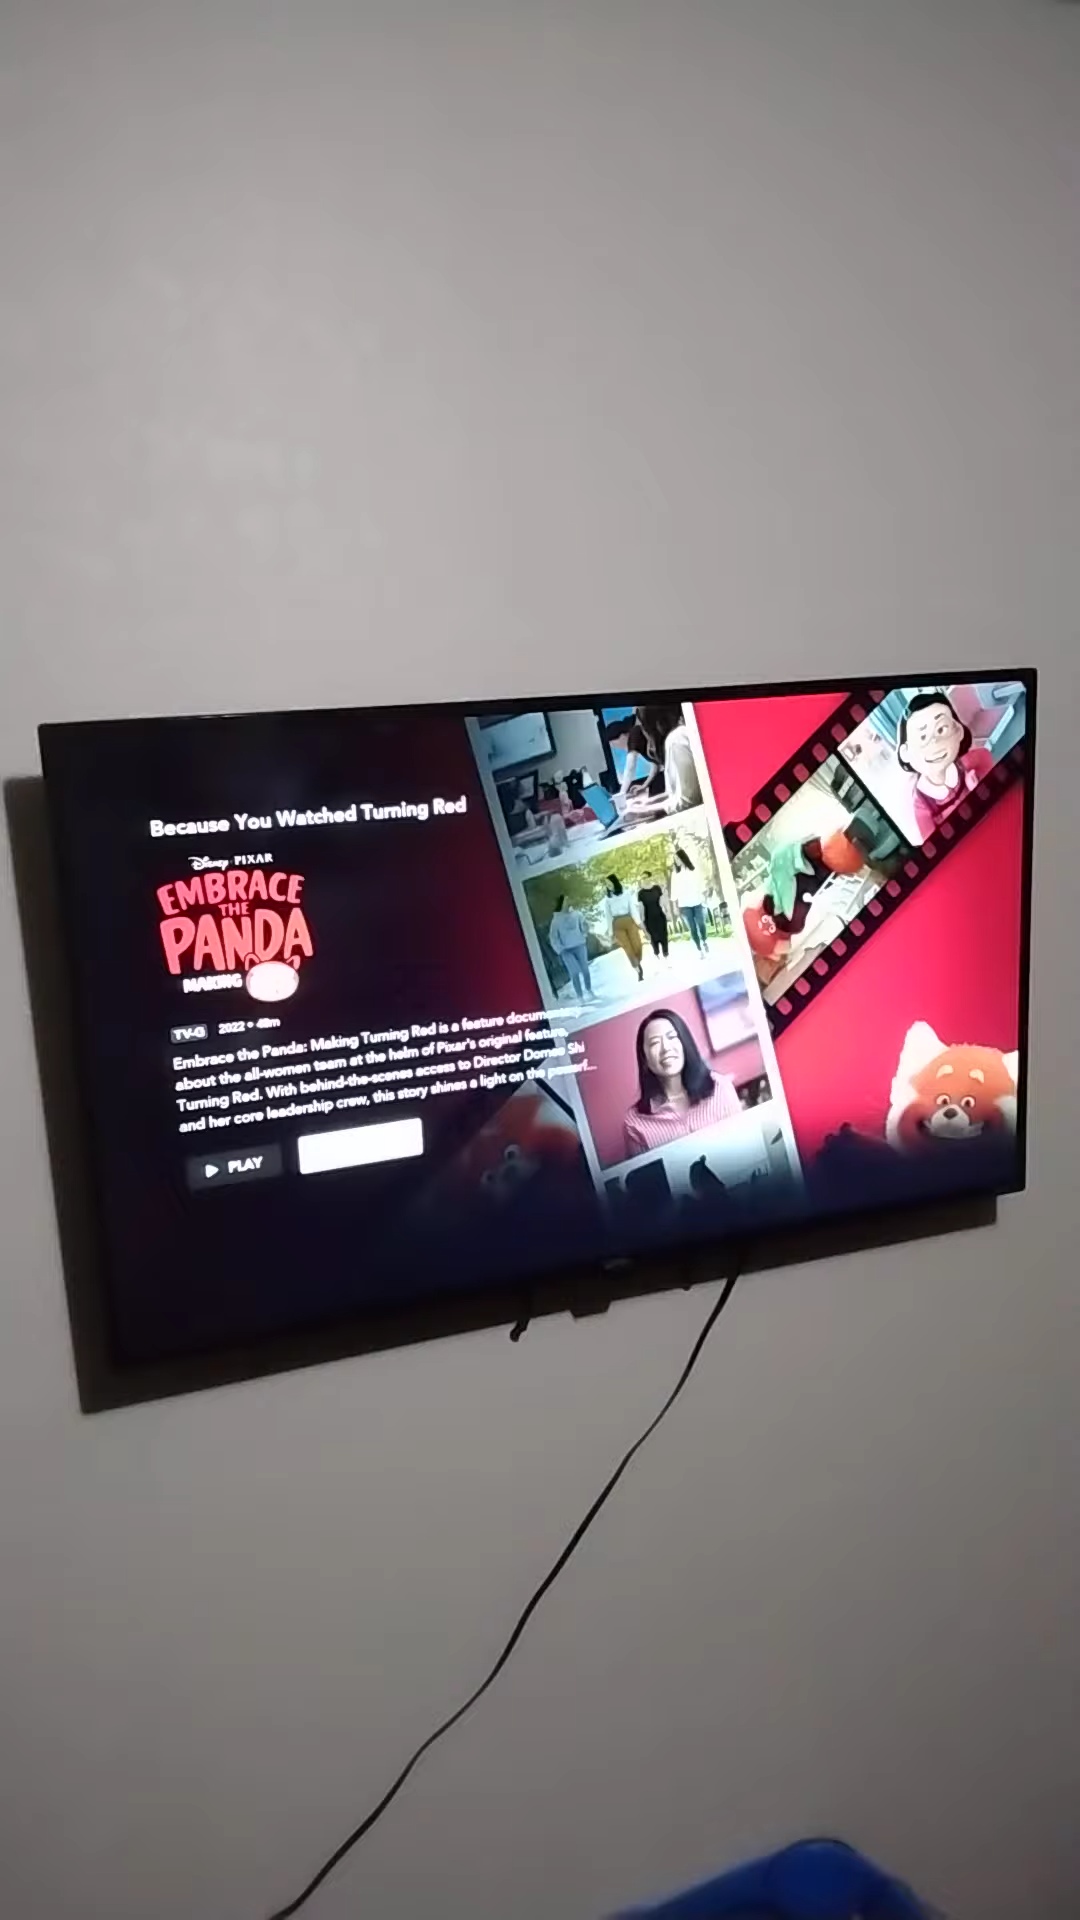 Because You Watched Turning Red
Disney · PIXAR
EMBRACE
THE
PANDA
MAKING
TV-G 2022 • 48m
Embrace the Panda: Making Turning Red is a feature documentary
about the all-women team at the helm of Pixar's original feature,
Turning Red. With behind-the-scenes access to Director Domee Shi
and her core leadership crew, this story shines a light on the powerf...
PLAY